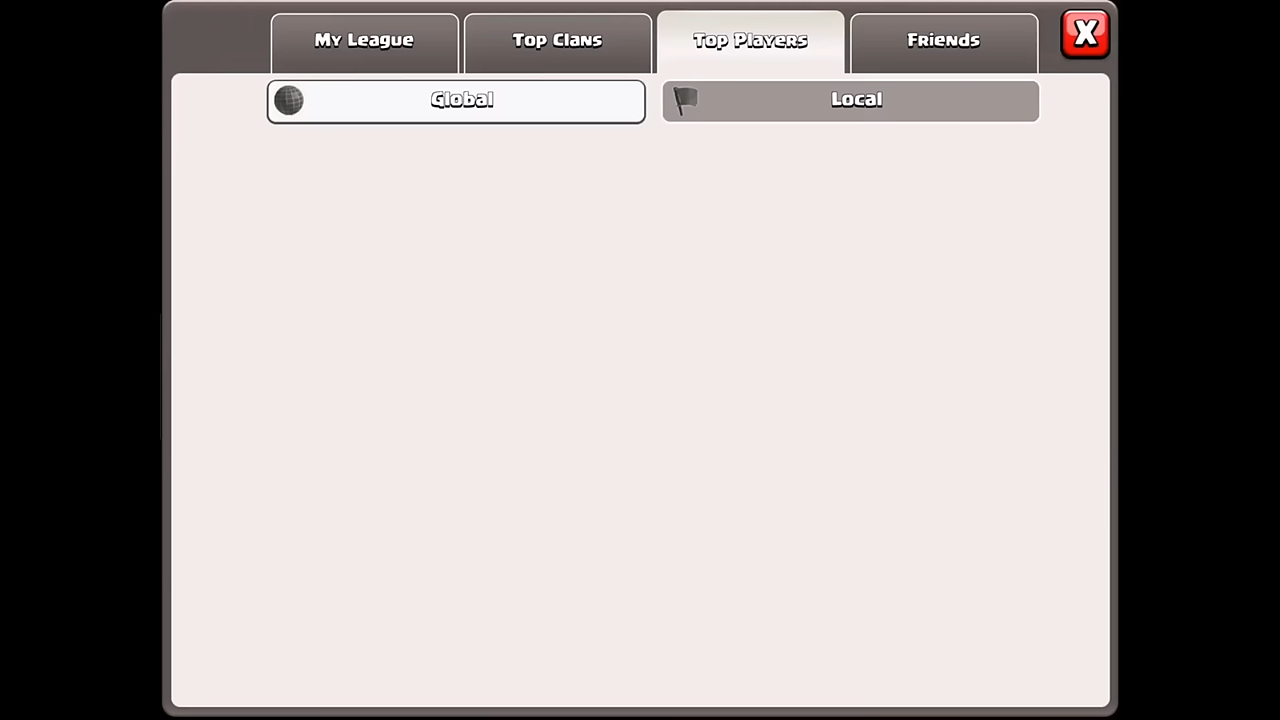 My League
Top Clans
Top Players
Friends
X
Global
Local